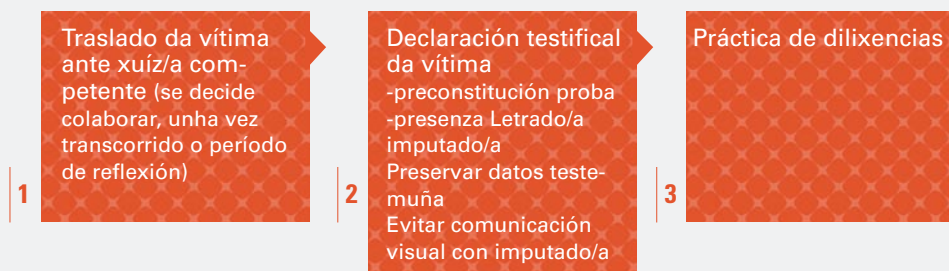 1
Traslado da vítima
ante xuíz/a com-
petente (se decide
colaborar, unha vez
transcorrido o período
de reflexión)
2
Declaración testifical
da vítima
-preconstitución proba
-presenza Letrado/a
imputado/a
Preservar datos teste-
muña
Evitar comunicación
visual con imputado/a
3
Práctica de dilixencias